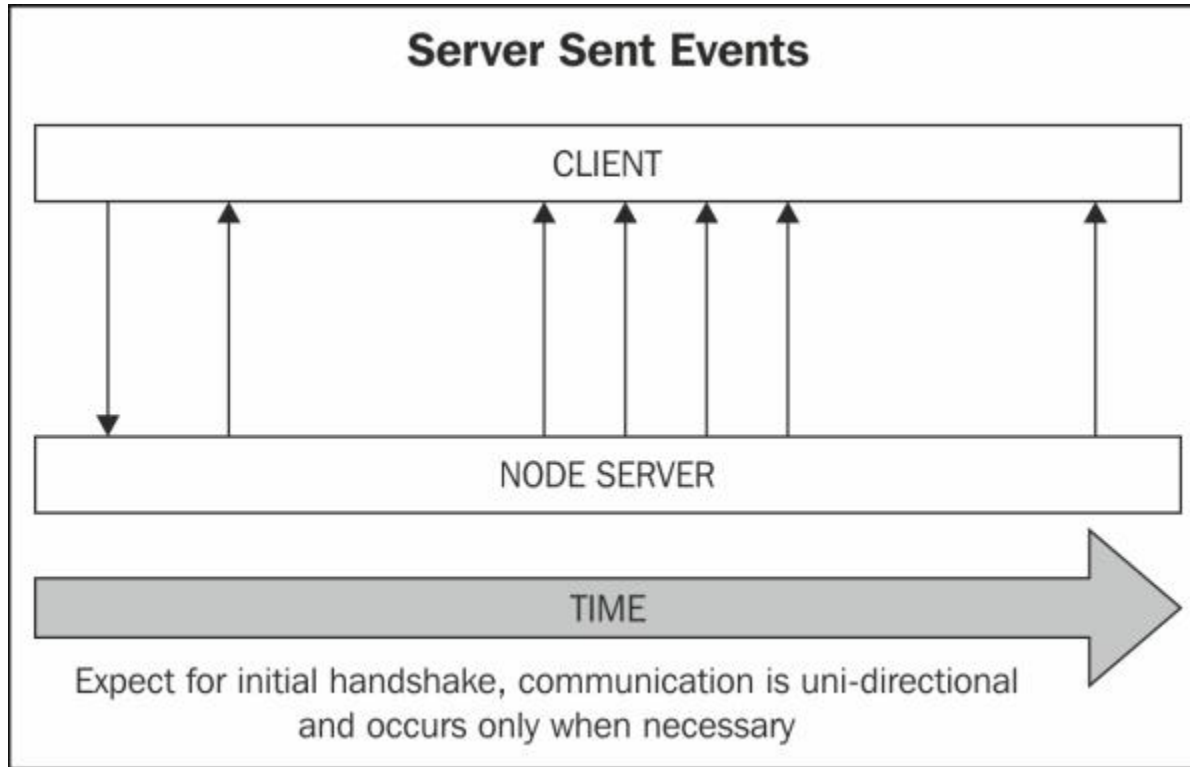 Server Sent Events
CLIENT
NODE SERVER
TIME
Expect for initial handshake, communication is uni-directional
and occurs only when necessary